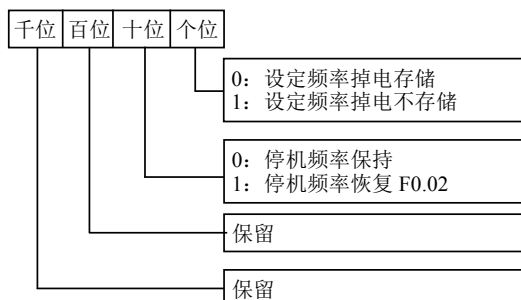 千位 百位 十位 个位
0：设定频率掉电存储
1：设定频率掉电不存储
0：停机频率保持
1：停机频率恢复 F0.02
保留
保留